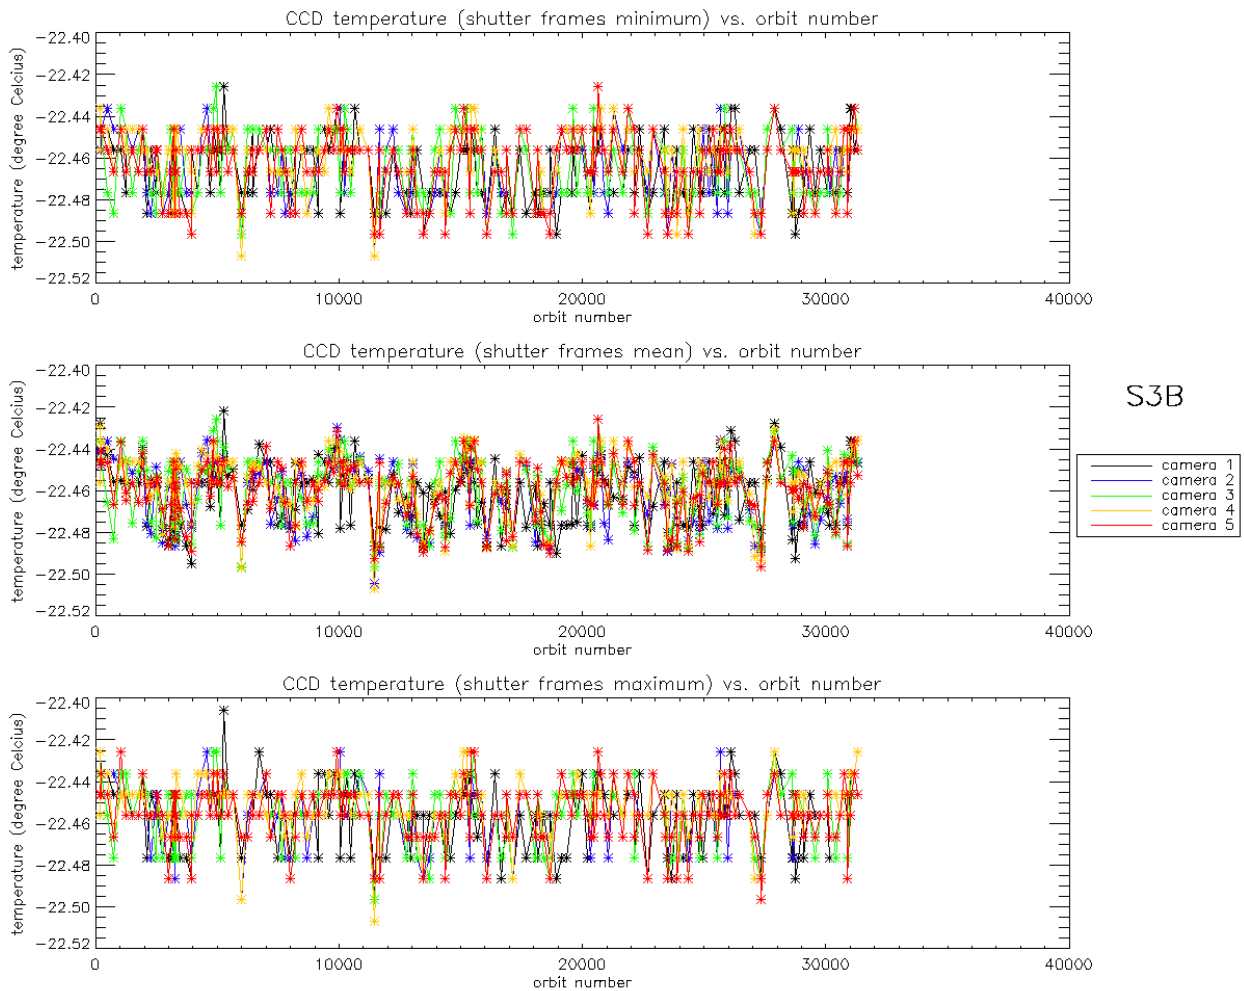 CCD temperature (shutter frames minimum) vs. orbit number
temperature (degree Celcius)
-22.40
-22.42
-22.44
-22.46
-22.48
-22.50
-22.52
0 10000 20000 30000 40000
orbit number
CCD temperature (shutter frames mean) vs. orbit number
temperature (degree Celcius)
-22.40
-22.42
-22.44
-22.46
-22.48
-22.50
-22.52
0 10000 20000 30000 40000
orbit number
S3B
camera 1
camera 2
camera 3
camera 4
camera 5
CCD temperature (shutter frames maximum) vs. orbit number
temperature (degree Celcius)
-22.40
-22.42
-22.44
-22.46
-22.48
-22.50
-22.52
0 10000 20000 30000 40000
orbit number